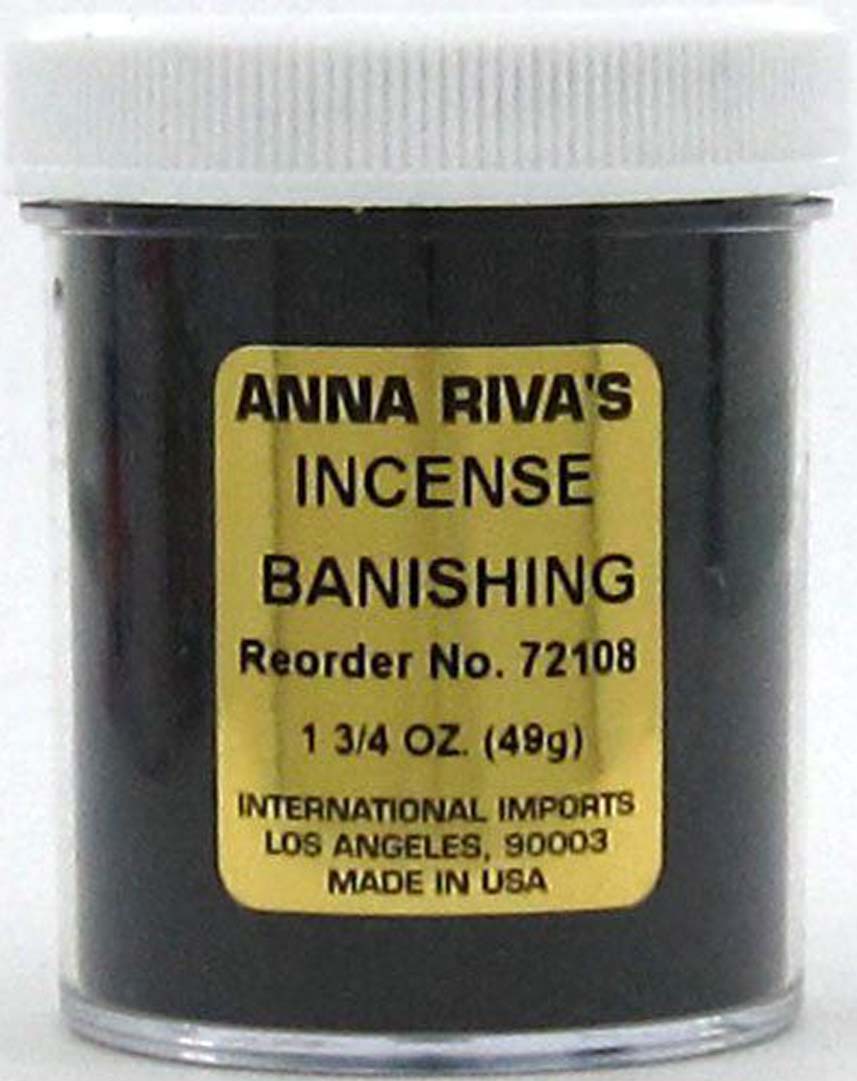 ANNA RIVA'S
INCENSE
BANISHING
Reorder No. 72108
1 3/4 OZ. (49g)
INTERNATIONAL IMPORTS
LOS ANGELES, 90003
MADE IN USA